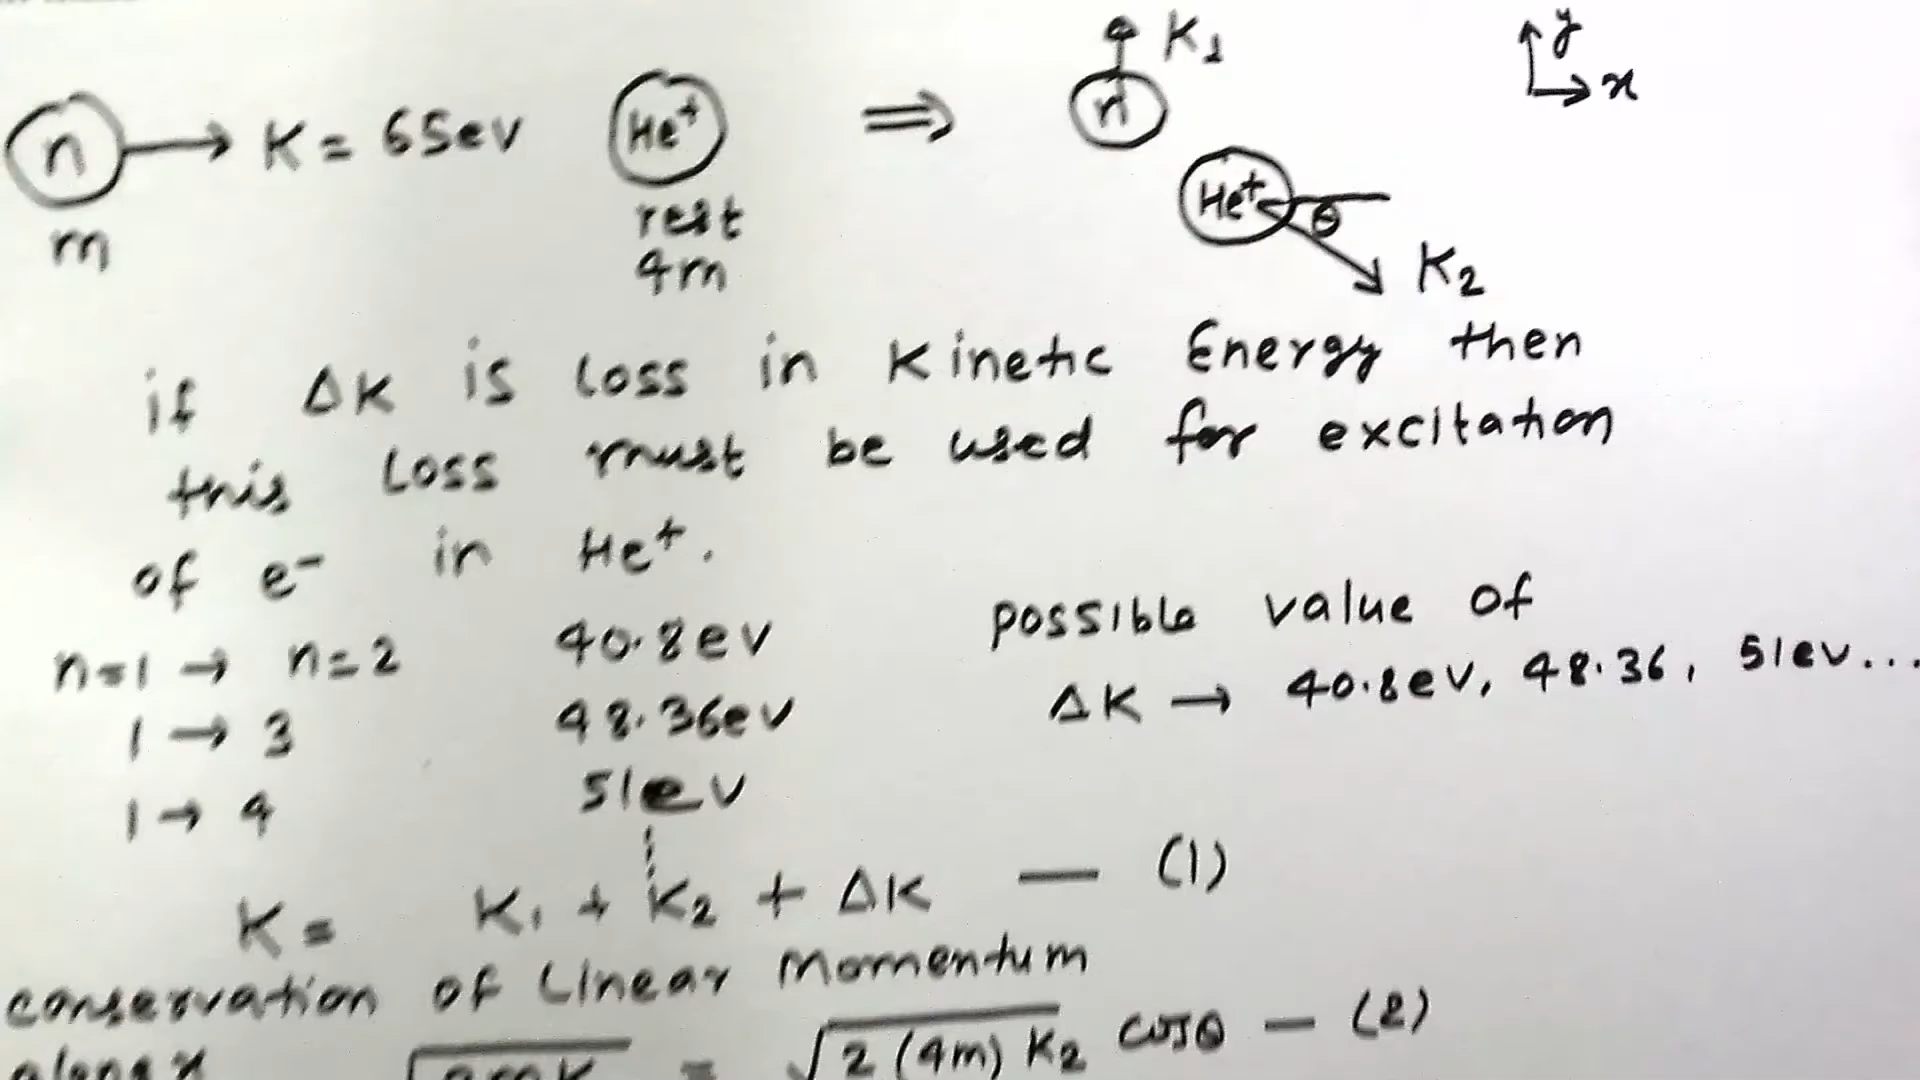 n → K = 65ev He+ ⇒ n K1 y x
m rest He+ θ
4m K2
if ΔK is loss in Kinetic Energy then
this Loss must be used for excitation
of e- in He+.
n=1 → n=2 40.8ev possible value of
1 → 3 48.36ev ΔK → 40.8ev, 48.36, 51ev...
1 → 4 51ev
K = K1 + K2 + ΔK — (1)
conservation of Linear Momentum
along x = √2(4m) K2 cosθ — (2)